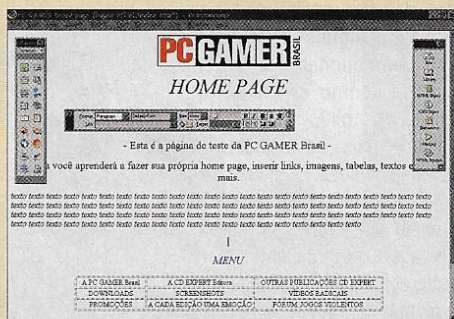 PC GAMER BRASIL
HOME PAGE
Format Paragraph
Link Target
- Esta é a página de teste da PC GAMER Brasil -
você aprenderá a fazer sua própria home page, inserir links, imagens, tabelas, textos e
mais.
texto texto texto texto texto texto texto texto texto texto texto texto texto texto texto texto texto texto texto texto texto
texto texto texto texto texto texto texto texto texto texto texto texto texto texto texto texto texto texto texto texto texto
texto texto texto texto texto texto texto texto texto texto texto texto texto texto texto texto texto texto texto texto texto
texto texto texto texto texto texto texto texto texto texto texto texto texto texto texto texto texto
MENU
A PC GAMER Brasil A CD EXPERT Editora OUTRAS PUBLICAÇÕES CD EXPERT
DOWNLOADS SCREENSHOTS VÍDEOS RADICAIS
PROMOÇÕES A CADA EDIÇÃO UMA EMOÇÃO! FÓRUM JOGOS VIOLENTOS